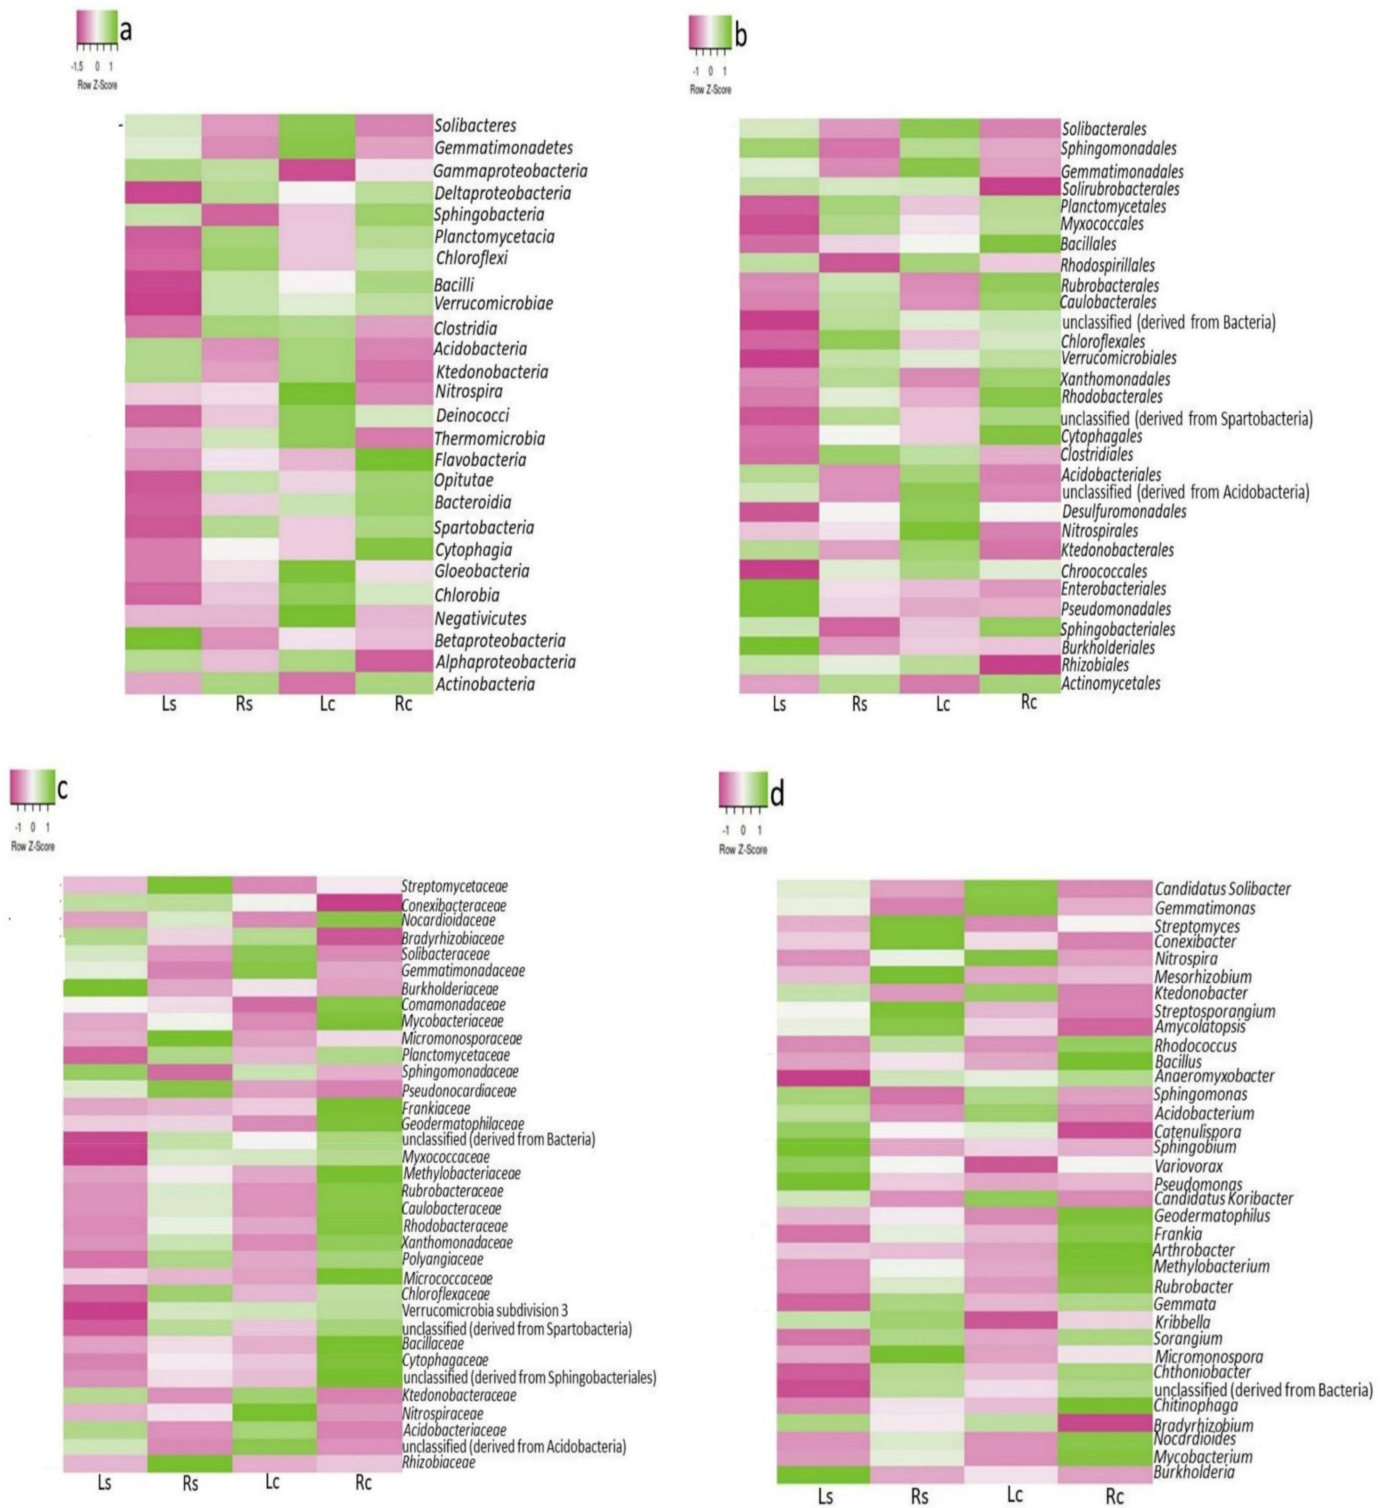 a
-1.5 0 1
Row Z-Score
Solibacteres
Gemmatimonadetes
Gammaproteobacteria
Deltaproteobacteria
Sphingobacteria
Planctomycetacia
Chloroflexi
Bacilli
Verrucomicrobiae
Clostridia
Acidobacteria
Ktedonobacteria
Nitrospira
Deinococci
Thermomicrobia
Flavobacteria
Opitutae
Bacteroidia
Spartobacteria
Cytophagia
Gloeobacteria
Chlorobia
Negativicutes
Betaproteobacteria
Alphaproteobacteria
Actinobacteria
Ls Rs Lc Rc
b
-1 0 1
Row Z-Score
Solibacterales
Sphingomonadales
Gemmatimonadales
Solirubrobacterales
Planctomycetales
Myxococcales
Bacillales
Rhodospirillales
Rubrobacterales
Caulobacterales
unclassified (derived from Bacteria)
Chloroflexales
Verrucomicrobiales
Xanthomonadales
Rhodobacterales
unclassified (derived from Spartobacteria)
Cytophagales
Clostridiales
Acidobacteriales
unclassified (derived from Acidobacteria)
Desulfuromonadales
Nitrospirales
Ktedonobacterales
Chroococcales
Enterobacteriales
Pseudomonadales
Sphingobacteriales
Burkholderiales
Rhizobiales
Actinomycetales
Ls Rs Lc Rc
c
-1 0 1
Row Z-Score
Streptomycetaceae
Conexibacteraceae
Nocardioidaceae
Bradyrhizobiaceae
Solibacteraceae
Gemmatimonadaceae
Burkholderiaceae
Comamonadaceae
Mycobacteriaceae
Micromonosporaceae
Planctomycetaceae
Sphingomonadaceae
Pseudonocardiaceae
Frankiaceae
Geodermatophilaceae
unclassified (derived from Bacteria)
Myxococcaceae
Methylobacteriaceae
Rubrobacteraceae
Caulobacteraceae
Rhodobacteraceae
Xanthomonadaceae
Polyangiaceae
Micrococcaceae
Chloroflexaceae
Verrucomicrobia subdivision 3
unclassified (derived from Spartobacteria)
Bacillaceae
Cytophagaceae
unclassified (derived from Sphingobacteriales)
Ktedonobacteraceae
Nitrospiraceae
Acidobacteriaceae
unclassified (derived from Acidobacteria)
Rhizobiaceae
Ls Rs Lc Rc
d
-1 0 1
Row Z-Score
Candidatus Solibacter
Gemmatimonas
Streptomyces
Conexibacter
Nitrospira
Mesorhizobium
Ktedonobacter
Streptosporangium
Amycolatopsis
Rhodococcus
Bacillus
Anaeromyxobacter
Sphingomonas
Acidobacterium
Catenulispora
Sphingobium
Variovorax
Pseudomonas
Candidatus Koribacter
Geodermatophilus
Frankia
Arthrobacter
Methylobacterium
Rubrobacter
Gemmata
Kribbella
Sorangium
Micromonospora
Chthoniobacter
unclassified (derived from Bacteria)
Chitinophaga
Bradyrhizobium
Nocardioides
Mycobacterium
Burkholderia
Ls Rs Lc Rc